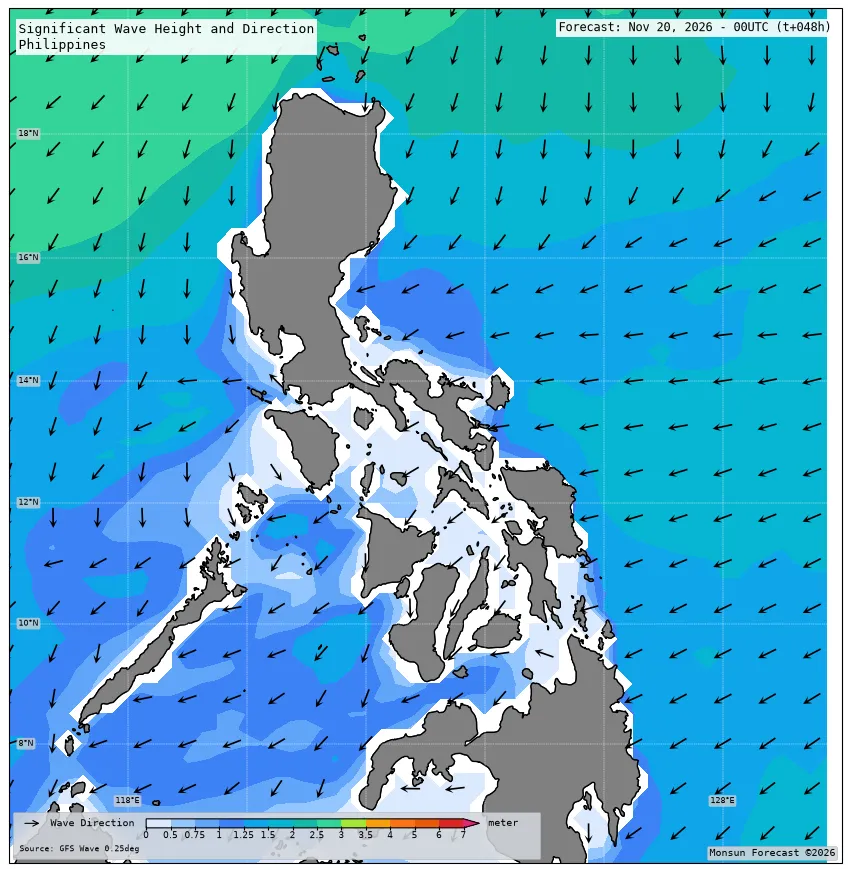 Significant Wave Height and Direction
Philippines
Forecast: Nov 20, 2026 - 00UTC (t+048h)
18°N
16°N
14°N
12°N
10°N
8°N
118°E
128°E
Wave Direction
0 0.5 0.75 1 1.25 1.5 2 2.5 3 3.5 4 5 6 7
meter
Source: GFS Wave 0.25deg
Monsun Forecast ©2026